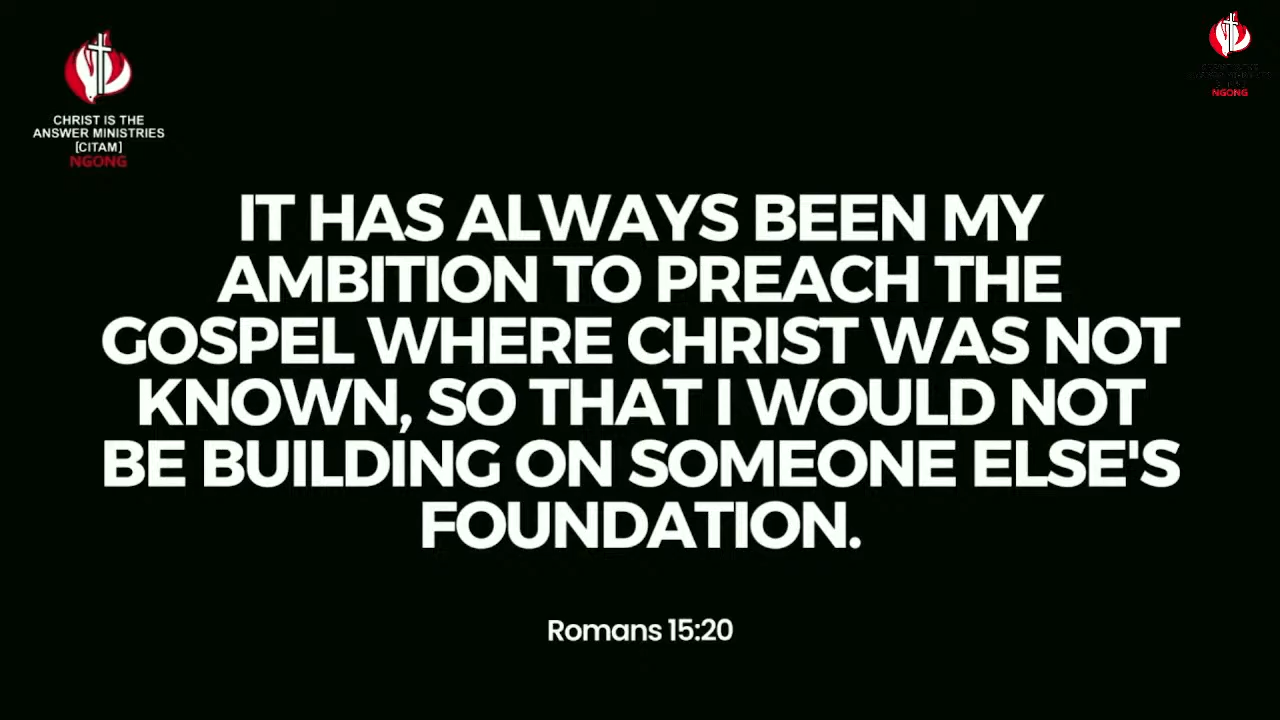 CHRIST IS THE
ANSWER MINISTRIES
[CITAM]
NGONG
NGONG
IT HAS ALWAYS BEEN MY
AMBITION TO PREACH THE
GOSPEL WHERE CHRIST WAS NOT
KNOWN, SO THAT I WOULD NOT
BE BUILDING ON SOMEONE ELSE'S
FOUNDATION.
Romans 15:20